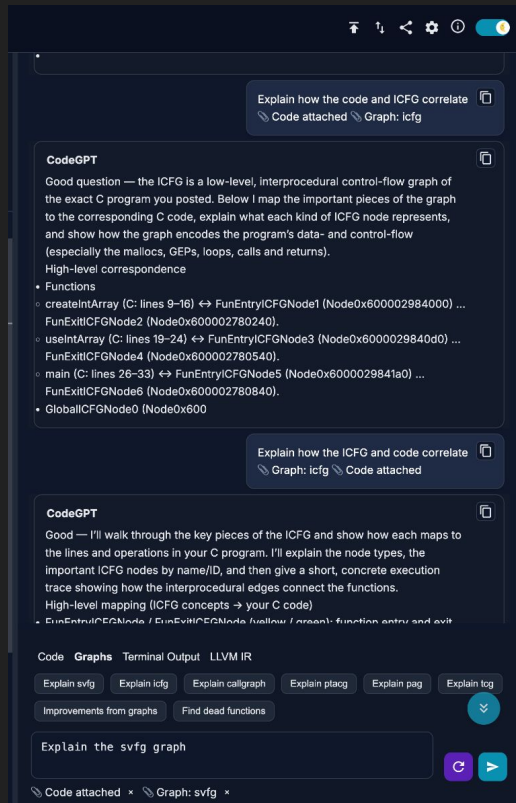 Explain how the code and ICFG correlate
Code attached Graph: icfg
CodeGPT
Good question — the ICFG is a low-level, interprocedural control-flow graph of
the exact C program you posted. Below I map the important pieces of the graph
to the corresponding C code, explain what each kind of ICFG node represents,
and show how the graph encodes the program's data- and control-flow
(especially the mallocs, GEPs, loops, calls and returns).
High-level correspondence
• Functions
○ createIntArray (C: lines 9–16) ↔ FunEntryICFGNode1 (Node0x600002984000) ...
FunExitICFGNode2 (Node0x600002780240).
○ useIntArray (C: lines 19–24) ↔ FunEntryICFGNode3 (Node0x6000029840d0) ...
FunExitICFGNode4 (Node0x600002780540).
○ main (C: lines 26–33) ↔ FunEntryICFGNode5 (Node0x6000029841a0) ...
FunExitICFGNode6 (Node0x600002780840).
• GlobalICFGNode0 (Node0x600
Explain how the ICFG and code correlate
Graph: icfg Code attached
CodeGPT
Good — I'll walk through the key pieces of the ICFG and show how each maps to
the lines and operations in your C program. I'll explain the node types, the
important ICFG nodes by name/ID, and then give a short, concrete execution
trace showing how the interprocedural edges connect the functions.
High-level mapping (ICFG concepts → your C code)
• FunEntryICFGNode / FunExitICFGNode (yellow / green): function entry and exit
Code Graphs Terminal Output LLVM IR
Explain svfg Explain icfg Explain callgraph Explain ptacg Explain pag Explain tcg
Improvements from graphs Find dead functions
Explain the svfg graph
Code attached × Graph: svfg ×